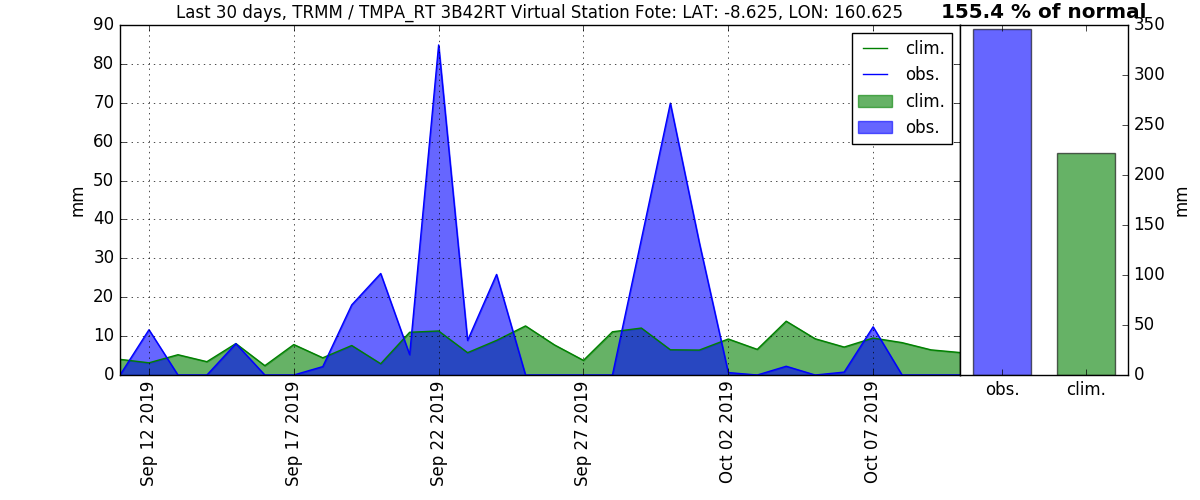 Last 30 days, TRMM / TMPA_RT 3B42RT Virtual Station Fote: LAT: -8.625, LON: 160.625
155.4 % of normal
90
80
70
60
50
40
30
20
10
0
mm
clim.
obs.
clim.
obs.
Sep 12 2019
Sep 17 2019
Sep 22 2019
Sep 27 2019
Oct 02 2019
Oct 07 2019
350
300
250
200
150
100
50
0
mm
obs.
clim.